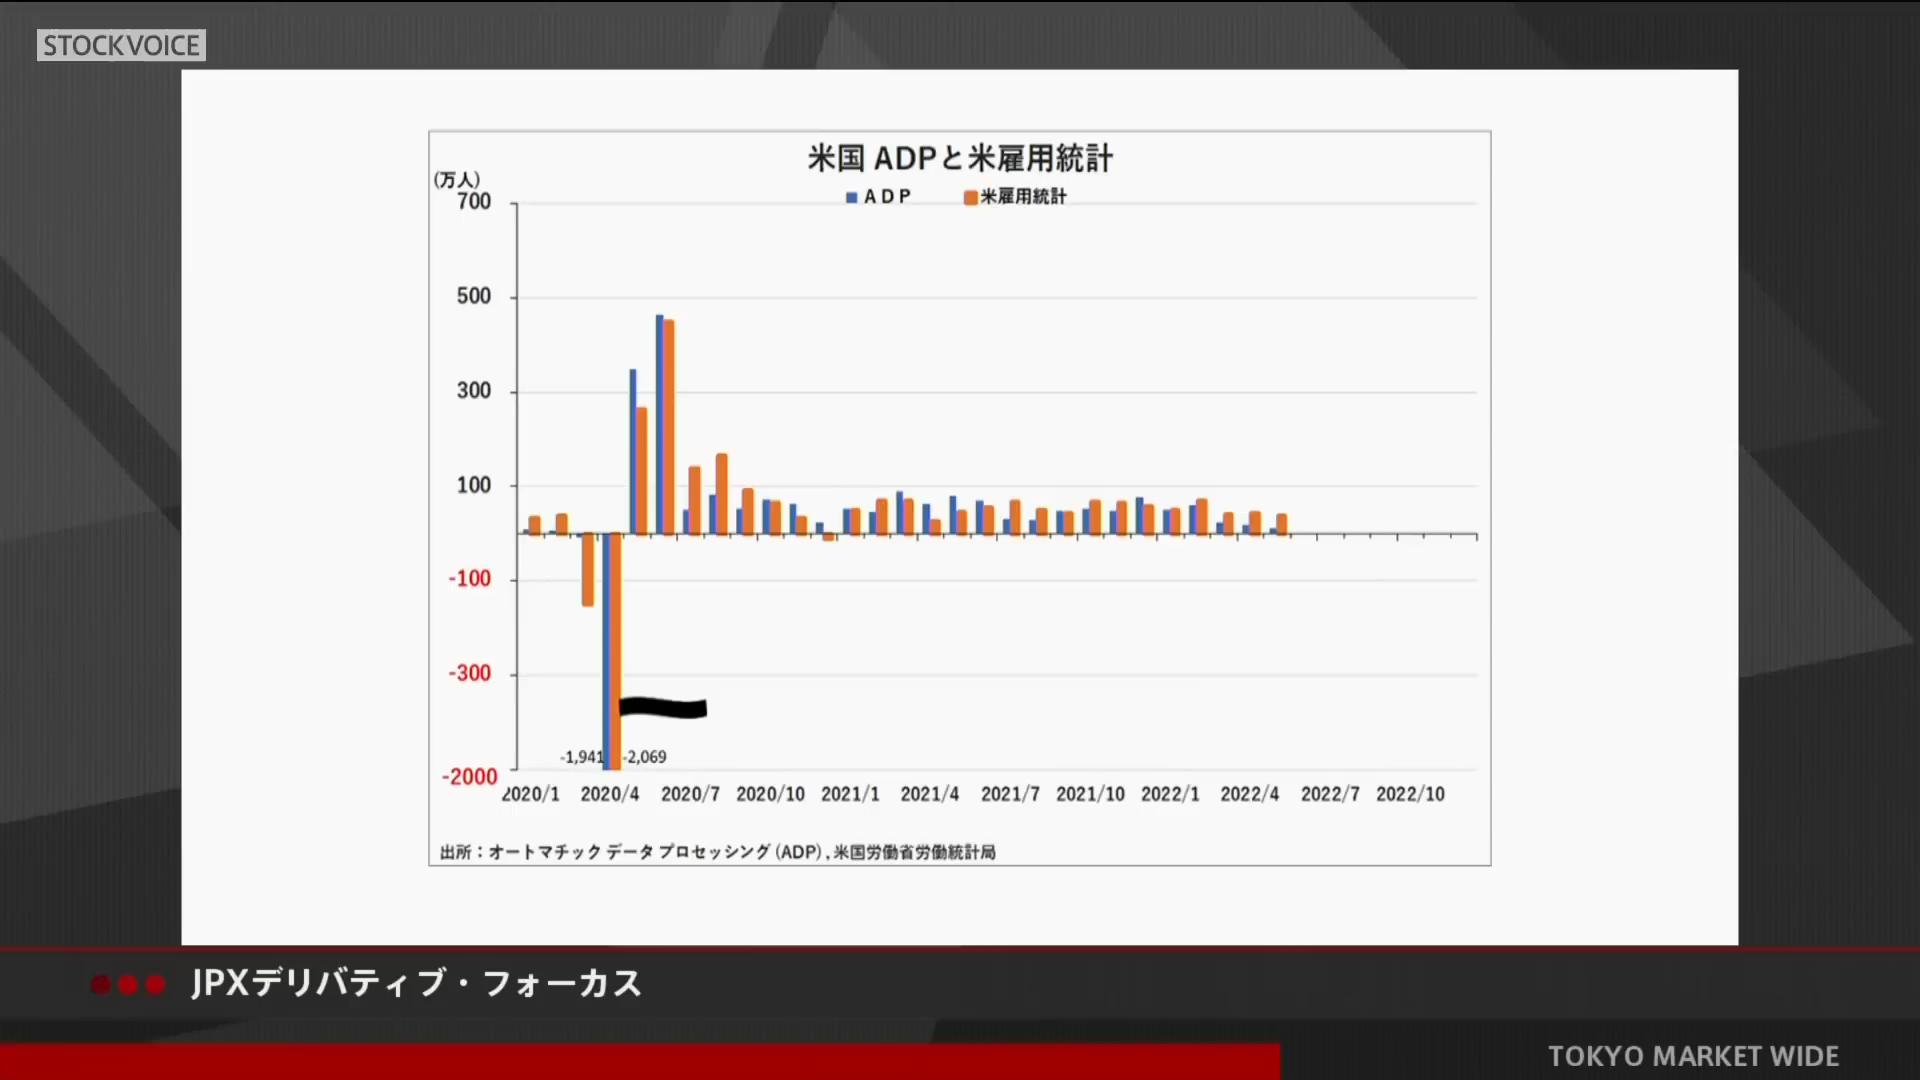 STOCKVOICE
米国 ADPと米雇用統計
(万人)
ADP 米雇用統計
700
500
300
100
-100
-300
-2000
-1,941 -2,069
2020/1 2020/4 2020/7 2020/10 2021/1 2021/4 2021/7 2021/10 2022/1 2022/4 2022/7 2022/10
出所：オートマチック データ プロセッシング (ADP) , 米国労働省労働統計局
JPXデリバティブ・フォーカス
TOKYO MARKET WIDE